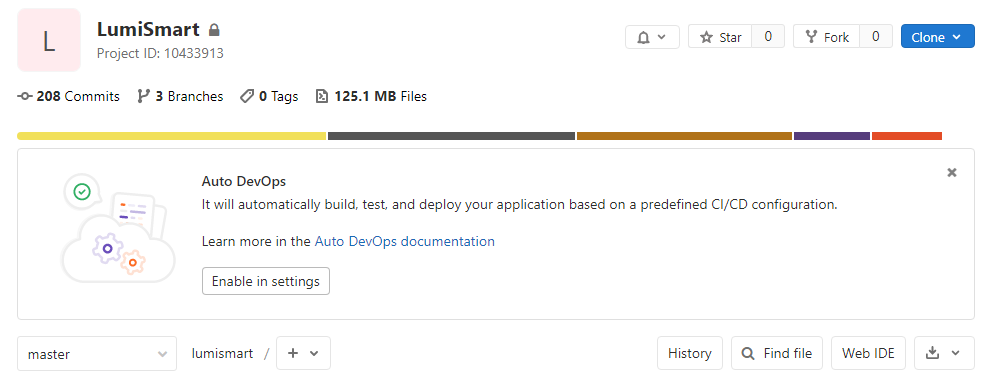 L
LumiSmart
Project ID: 10433913
Star 0
Fork 0
Clone
208 Commits 3 Branches 0 Tags 125.1 MB Files
Auto DevOps
It will automatically build, test, and deploy your application based on a predefined CI/CD configuration.
Learn more in the Auto DevOps documentation
Enable in settings
master lumismart / + History Find file Web IDE